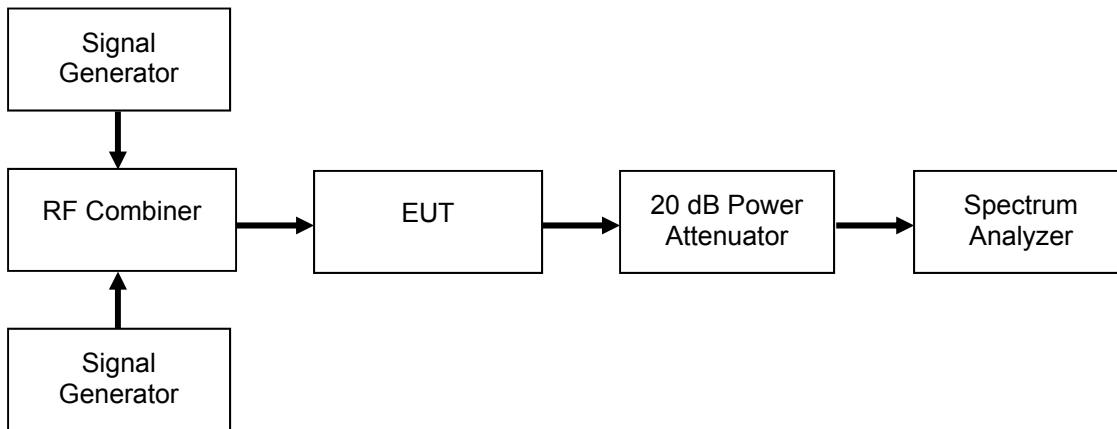 Signal
Generator
RF Combiner
EUT
20 dB Power
Attenuator
Spectrum
Analyzer
Signal
Generator